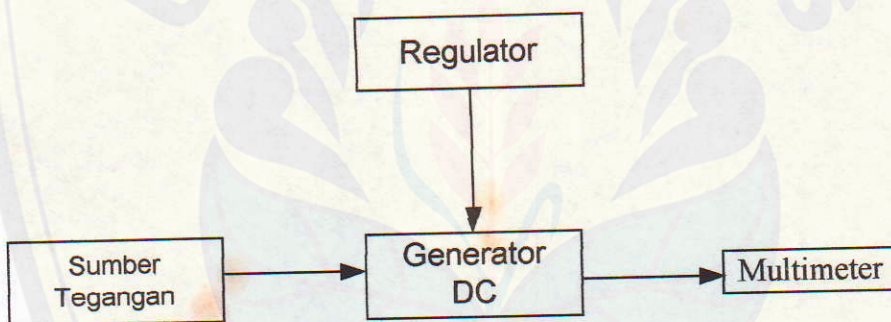 Regulator
Sumber
Tegangan
Generator
DC
Multimeter